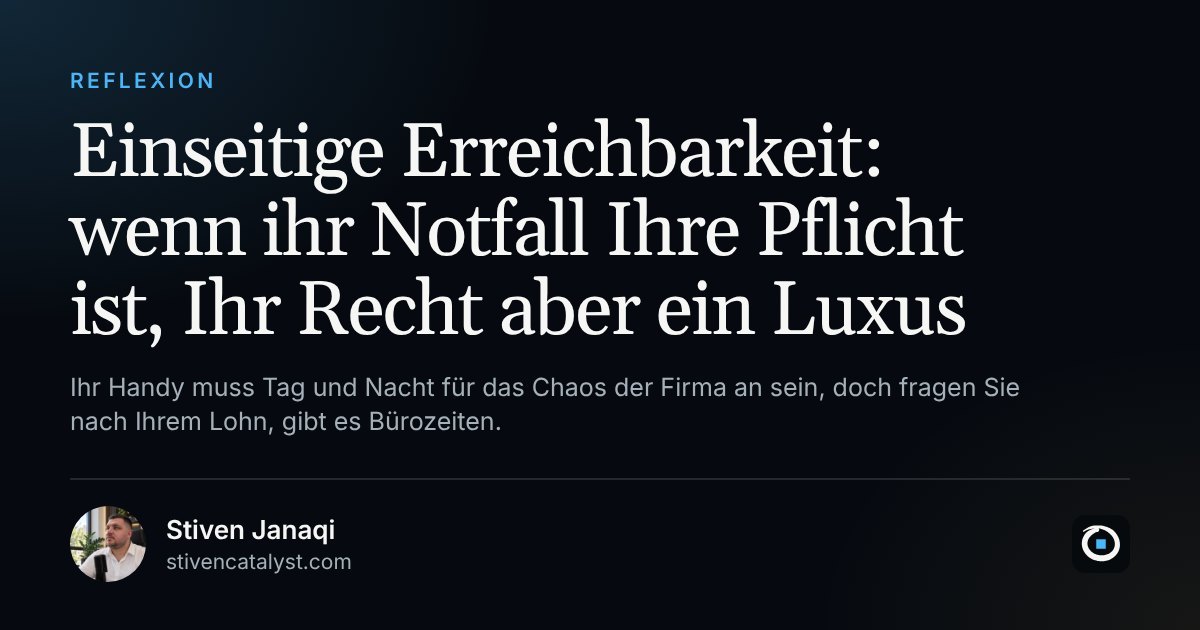 REFLEXION
Einseitige Erreichbarkeit:
wenn ihr Notfall Ihre Pflicht
ist, Ihr Recht aber ein Luxus
Ihr Handy muss Tag und Nacht für das Chaos der Firma an sein, doch fragen Sie
nach Ihrem Lohn, gibt es Bürozeiten.
Stiven Janaqi
stivencatalyst.com